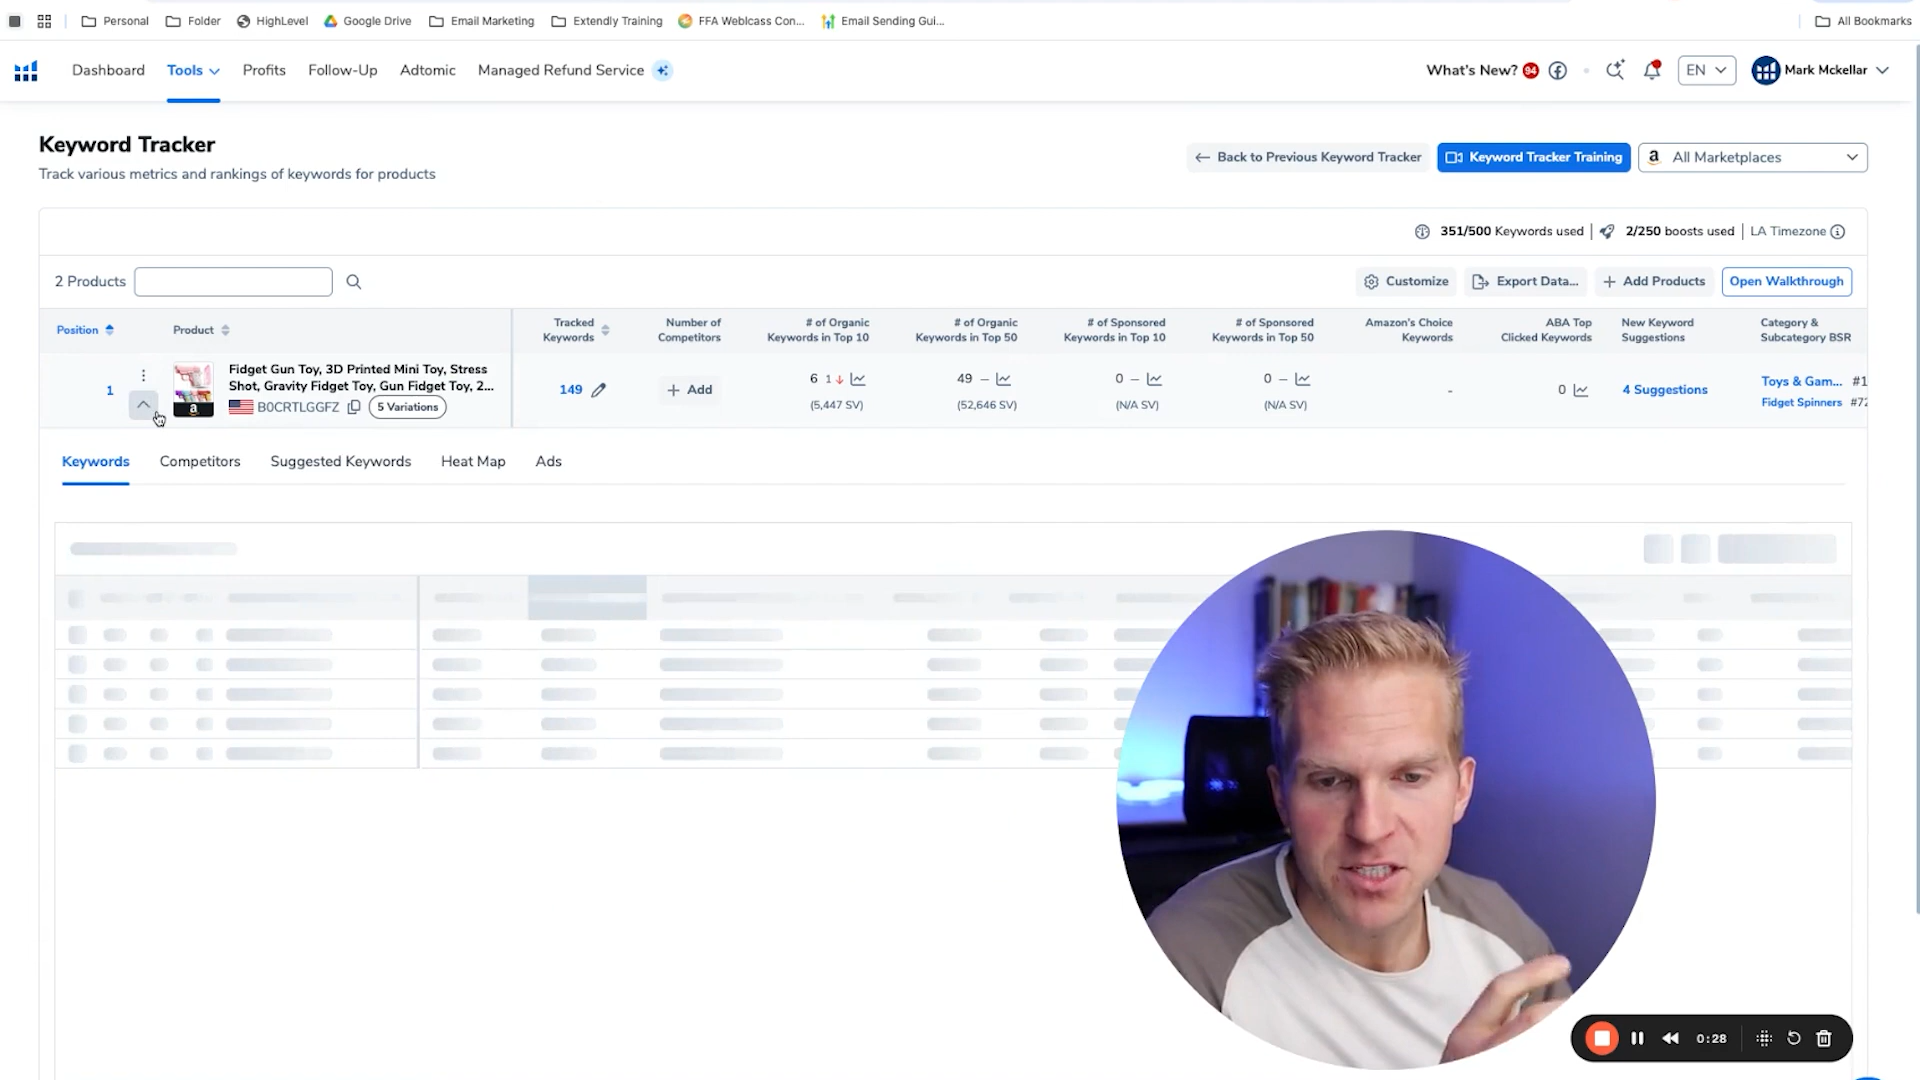 Personal Folder HighLevel Google Drive Email Marketing Extendly Training FFA Weblcass Con... Email Sending Gui... All Bookmarks
Dashboard Tools Profits Follow-Up Adtomic Managed Refund Service What's New? 94 EN Mark Mckellar
Keyword Tracker
Track various metrics and rankings of keywords for products
Back to Previous Keyword Tracker Keyword Tracker Training a All Marketplaces
351/500 Keywords used 2/250 boosts used LA Timezone
2 Products Customize Export Data... + Add Products Open Walkthrough
Position Product Tracked Keywords Number of Competitors # of Organic Keywords in Top 10 # of Organic Keywords in Top 50 # of Sponsored Keywords in Top 10 # of Sponsored Keywords in Top 50 Amazon's Choice Keywords ABA Top Clicked Keywords New Keyword Suggestions Category & Subcategory BSR
1 Fidget Gun Toy, 3D Printed Mini Toy, Stress
Shot, Gravity Fidget Toy, Gun Fidget Toy, 2...
a B0CRTLGGFZ 5 Variations
149 + Add 6 1↓ 49 – 0 – 0 – - 0 4 Suggestions Toys & Gam... #1
(5,447 SV) (52,646 SV) (N/A SV) (N/A SV) Fidget Spinners #72
Keywords Competitors Suggested Keywords Heat Map Ads
0:28